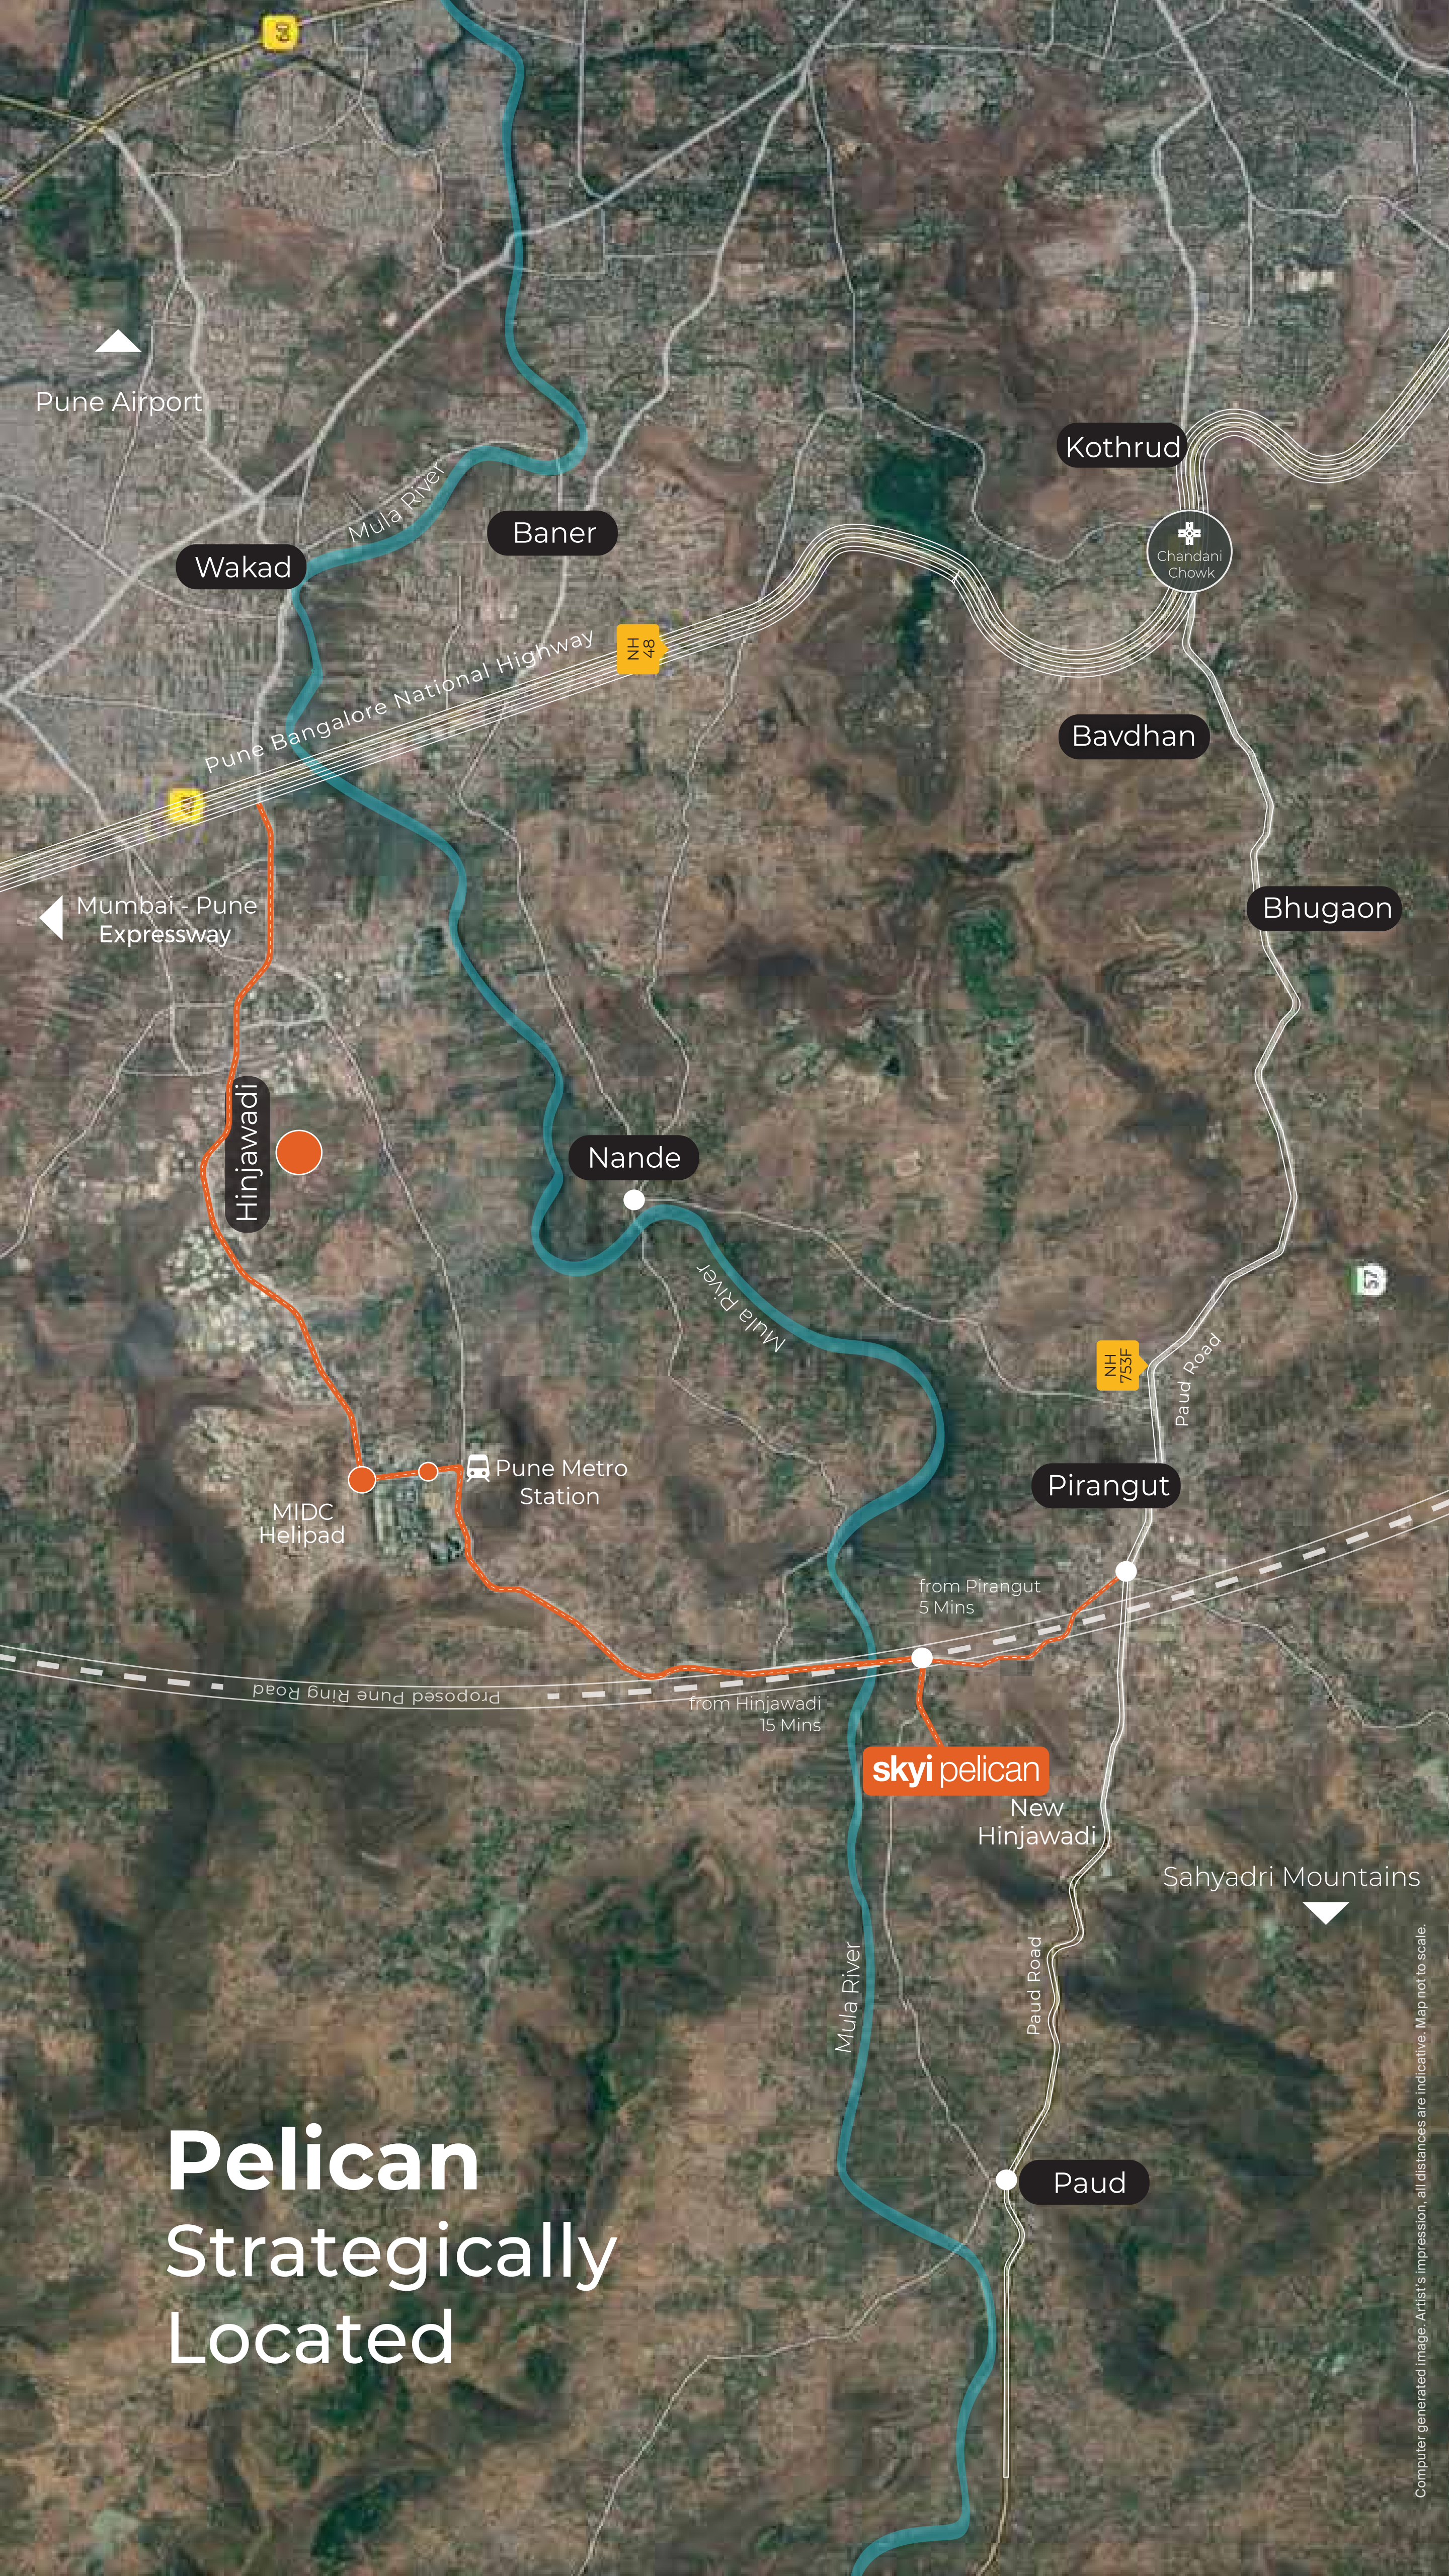 Pune Airport
Kothrud
Chandani
Chowk
Mula River
Baner
Wakad
NH
48
Pune Bangalore National Highway
Bavdhan
Mumbai - Pune
Expressway
Bhugaon
Hinjawadi
Nande
Mula River
57
NH
753F
Paud Road
Pune Metro
Station
Pirangut
MIDC
Helipad
from Pirangut
5 Mins
Proposed Pune Ring Road
from Hinjawadi
15 Mins
skyi pelican
New
Hinjawadi
Sahyadri Mountains
Mula River
Paud Road
Paud
Pelican
Strategically
Located
Computer generated image. Artist's impression, all distances are indicative. Map not to scale.